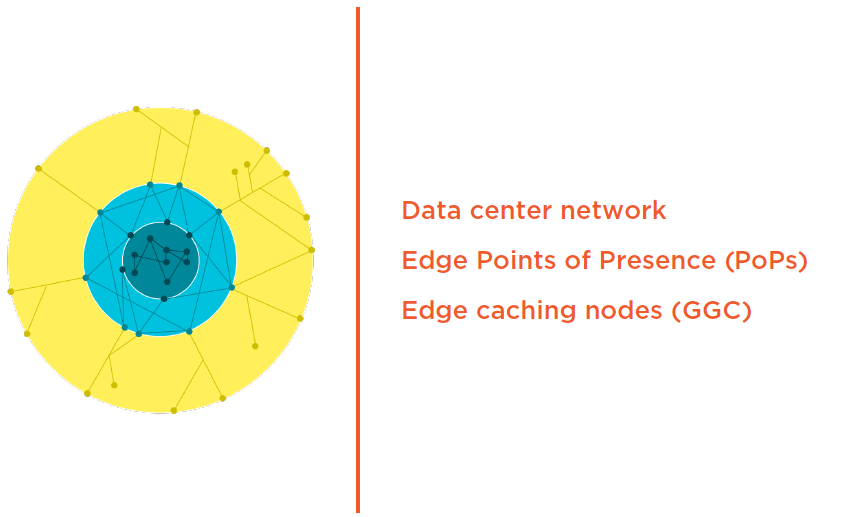 Data center network
Edge Points of Presence (PoPs)
Edge caching nodes (GGC)